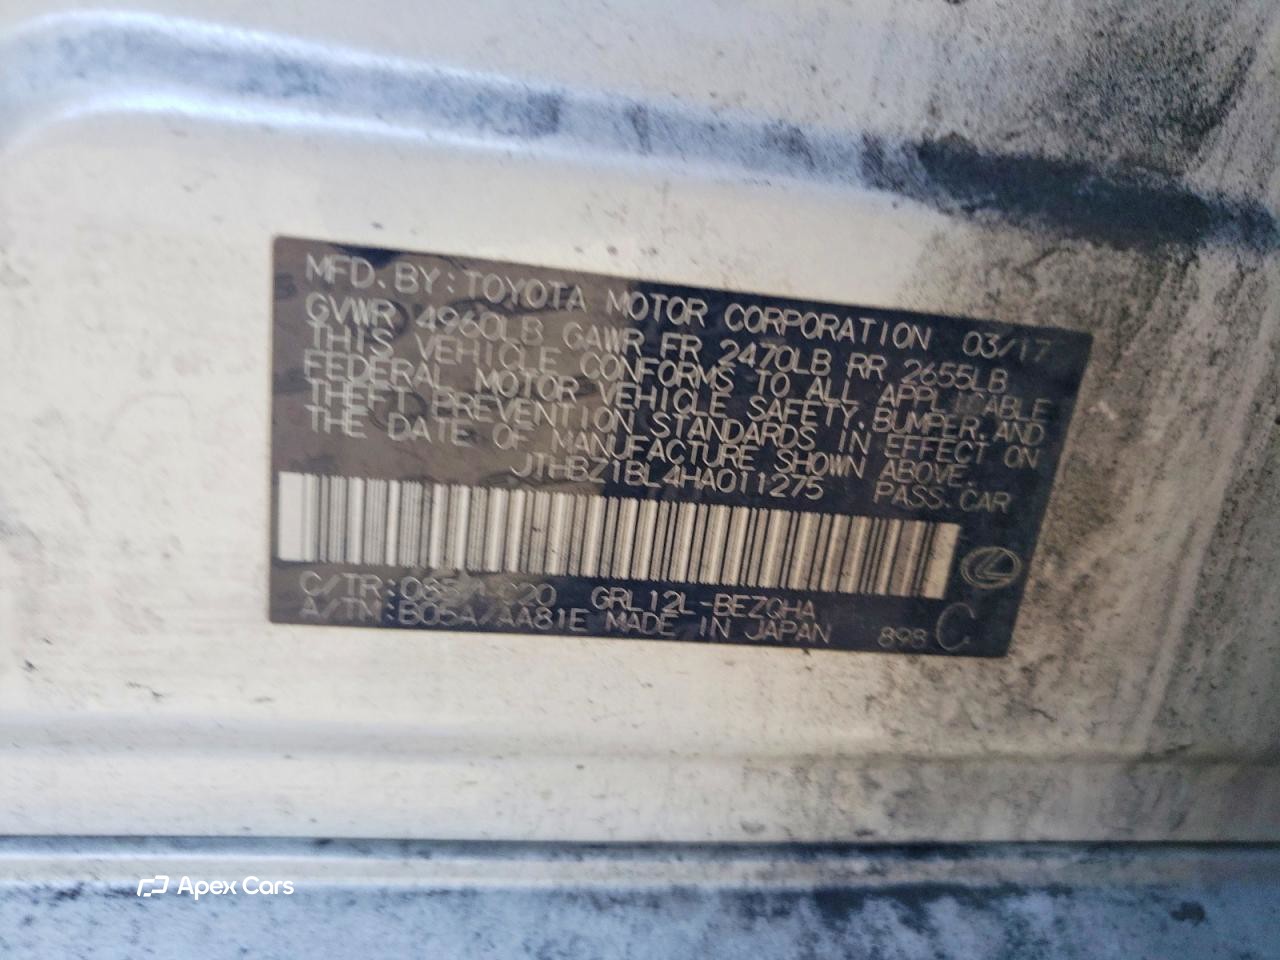 MFD. BY: TOYOTA MOTOR CORPORATION 03/17
GVWR 4960LB GAWR FR 2470LB RR 2655LB
THIS VEHICLE CONFORMS TO ALL APPLICABLE
FEDERAL MOTOR VEHICLE SAFETY, BUMPER, AND
THEFT PREVENTION STANDARDS IN EFFECT ON
THE DATE OF MANUFACTURE SHOWN ABOVE.
JTHBZ1BL4HA011275 PASS. CAR
C/TR: GRL12L-BEZQHA
A/TM: B05A/AA81E MADE IN JAPAN 898 C
Apex Cars